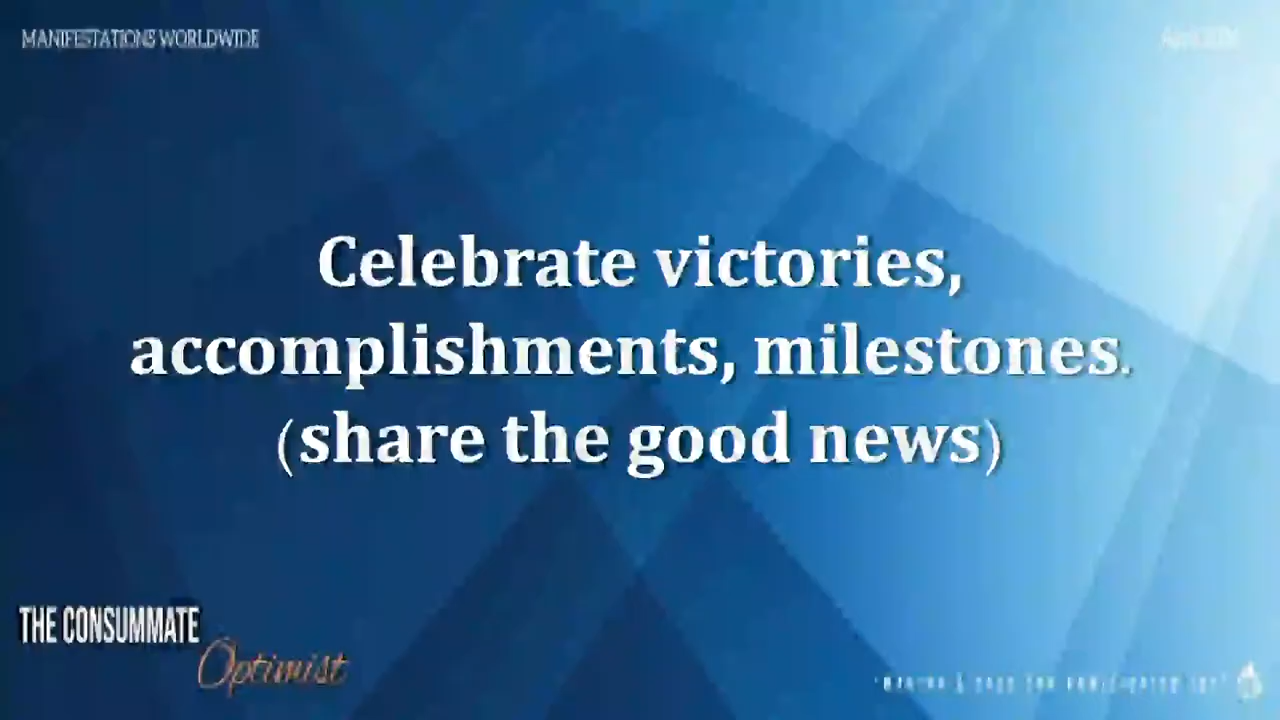 MANIFESTATIONS WORLDWIDE
Celebrate victories,
accomplishments, milestones.
(share the good news)
THE CONSUMMATE
Optimist